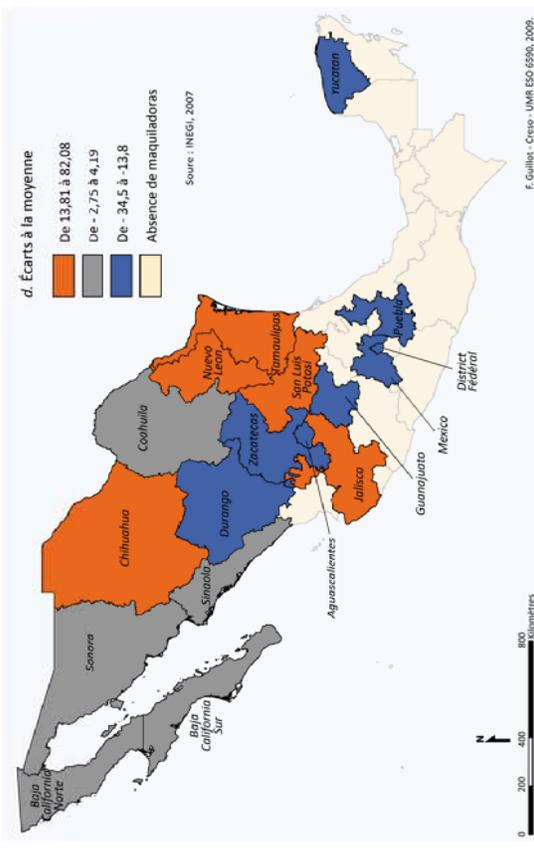 d. Écarts à la moyenne
De 13,81 à 82,08
De - 2,75 à 4,19
De - 34,5 à -13,8
Absence de maquiladoras
Soure : INEGI, 2007
Baja
California
Norte
Sonora
Chihuahua
Coahuila
Nuevo
Leon
Tamaulipas
Baja
California
Sur
Sinaola
Durango
Zacatecas
San Luis
Potosi
Yucatan
Aguascalientes
Jalisco
Guanajuato
Mexico
District
Fédéral
Puebla
N
0 200 400 800
Kilomètres
F. Guillot - Creso - UMR ESO 6590, 2009.